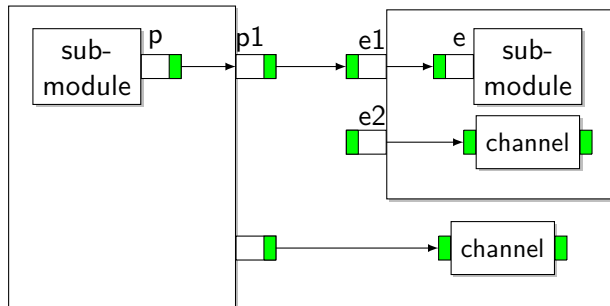 p
p1
e1
e
sub-
module
sub-
module
e2
channel
channel